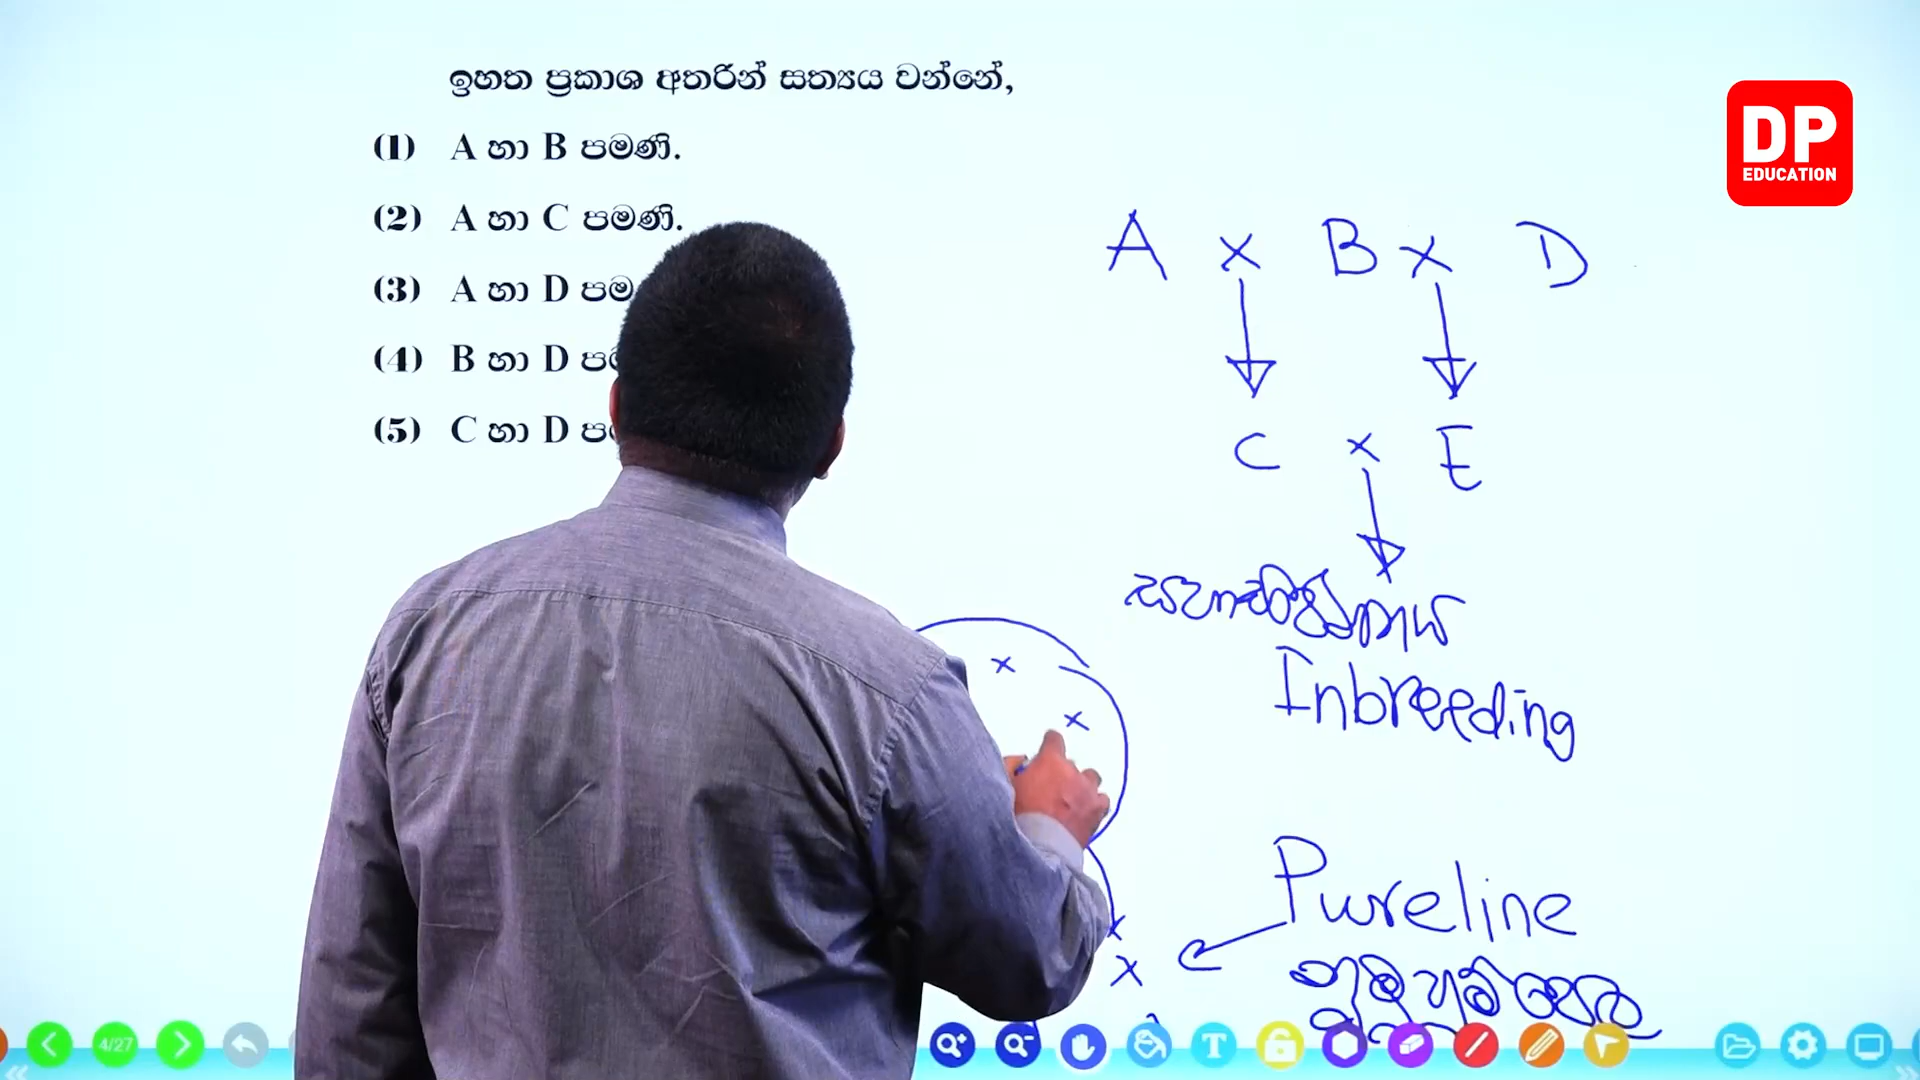 ඉහත ප්‍රකාශ අතරින් සත්‍යය වන්නේ,
(1) A හා B පමණි.
(2) A හා C පමණි.
(3) A හා D පම
(4) B හා D
(5) C හා D
DP
EDUCATION
A × B × D
C × E
Inbreeding
Pureline
4/27
T